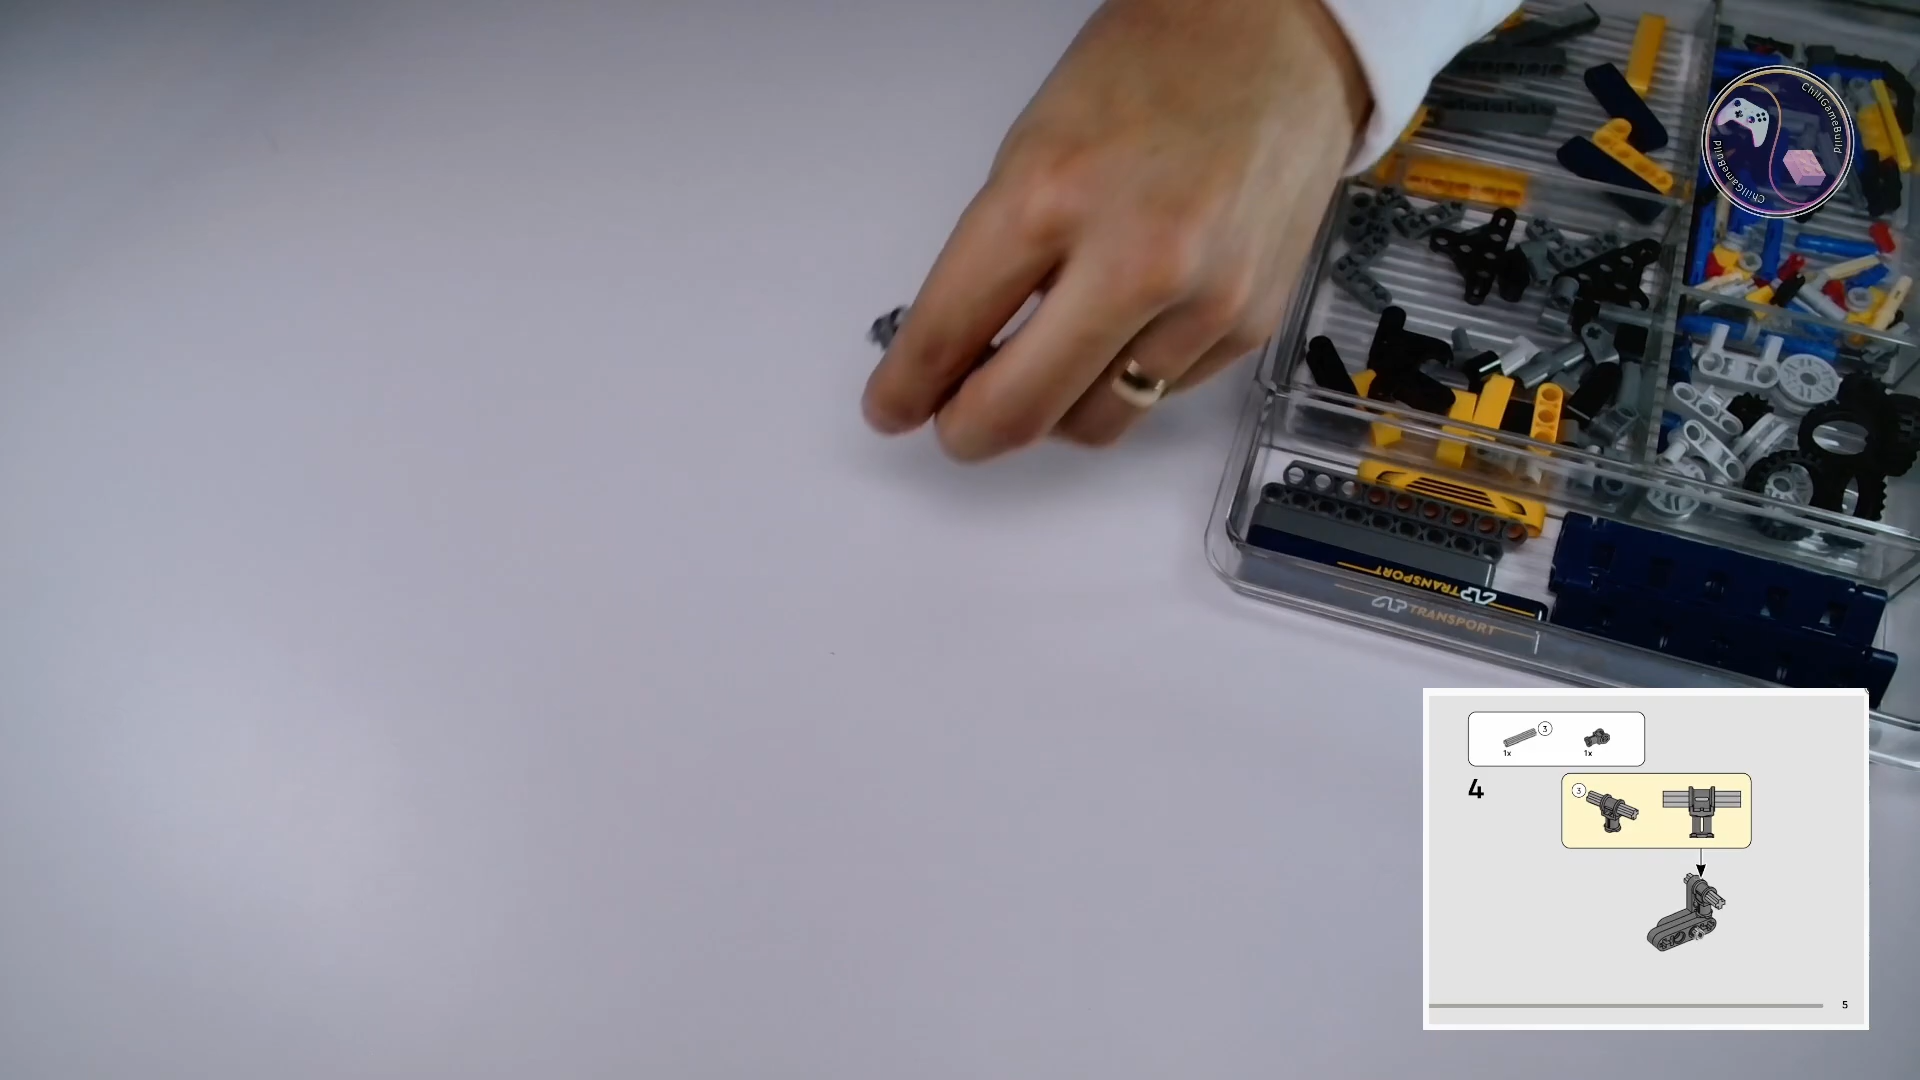 ChillGameBuild
ChillGameBuild
TRANSPORT
TRANSPORT
3
1x
1x
4
3
5